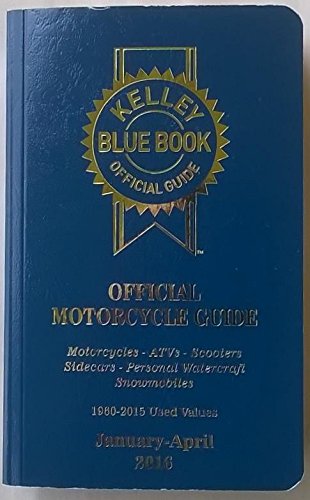 KELLEY
BLUE BOOK
OFFICIAL GUIDE
™
OFFICIAL
MOTORCYCLE GUIDE
Motorcycles - ATVs - Scooters
Sidecars - Personal Watercraft
Snowmobiles
1980-2015 Used Values
January-April
2016